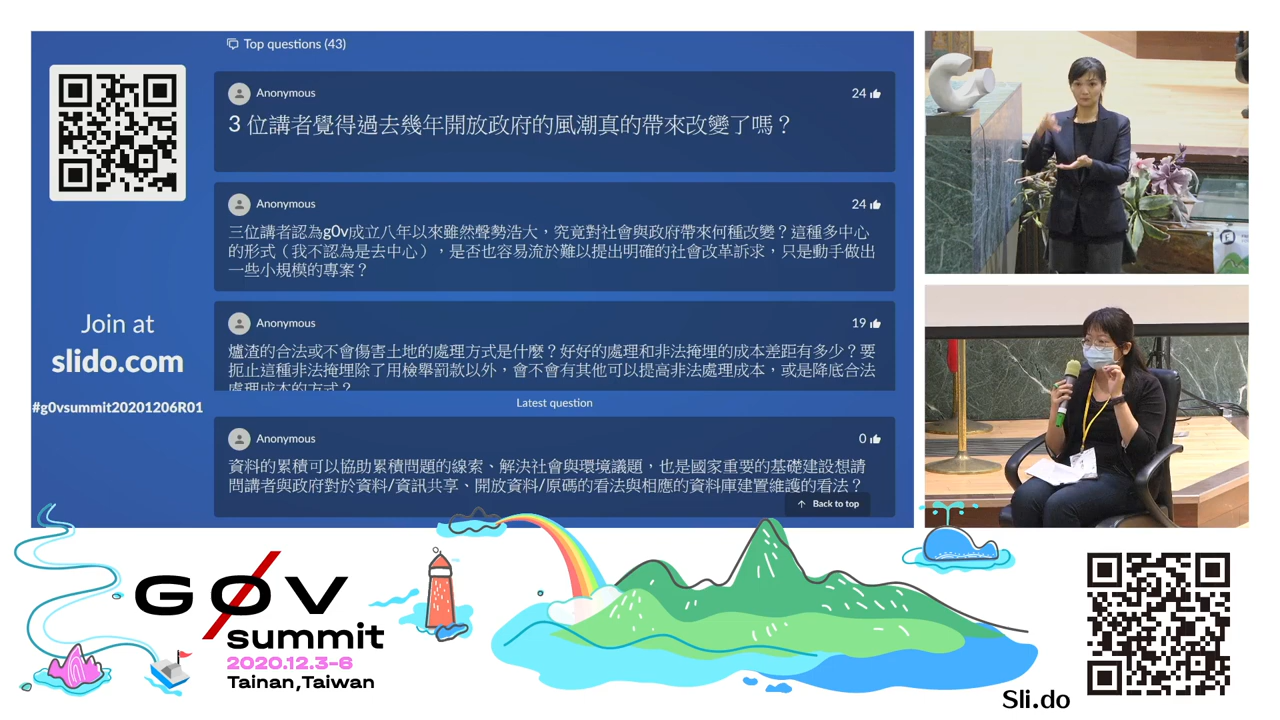 Top questions (43)
Anonymous
24
3 位講者覺得過去幾年開放政府的風潮真的帶來改變了嗎？
Anonymous
24
三位講者認為g0v成立八年以來雖然聲勢浩大，究竟對社會與政府帶來何種改變？這種多中心
的形式（我不認為是去中心），是否也容易流於難以提出明確的社會改革訴求，只是動手做出
一些小規模的專案？
Anonymous
19
爐渣的合法或不會傷害土地的處理方式是什麼？好好的處理和非法掩埋的成本差距有多少？要
扼止這種非法掩埋除了用檢舉罰款以外，會不會有其他可以提高非法處理成本，或是降底合法
處理成本的方式？
Latest question
Anonymous
0
資料的累積可以協助累積問題的線索、解決社會與環境議題，也是國家重要的基礎建設想請
問講者與政府對於資料/資訊共享、開放資料/原碼的看法與相應的資料庫建置維護的看法？
Back to top
Join at
slido.com
#g0vsummit20201206R01
G0V
summit
2020.12.3-6
Tainan,Taiwan
Sli.do